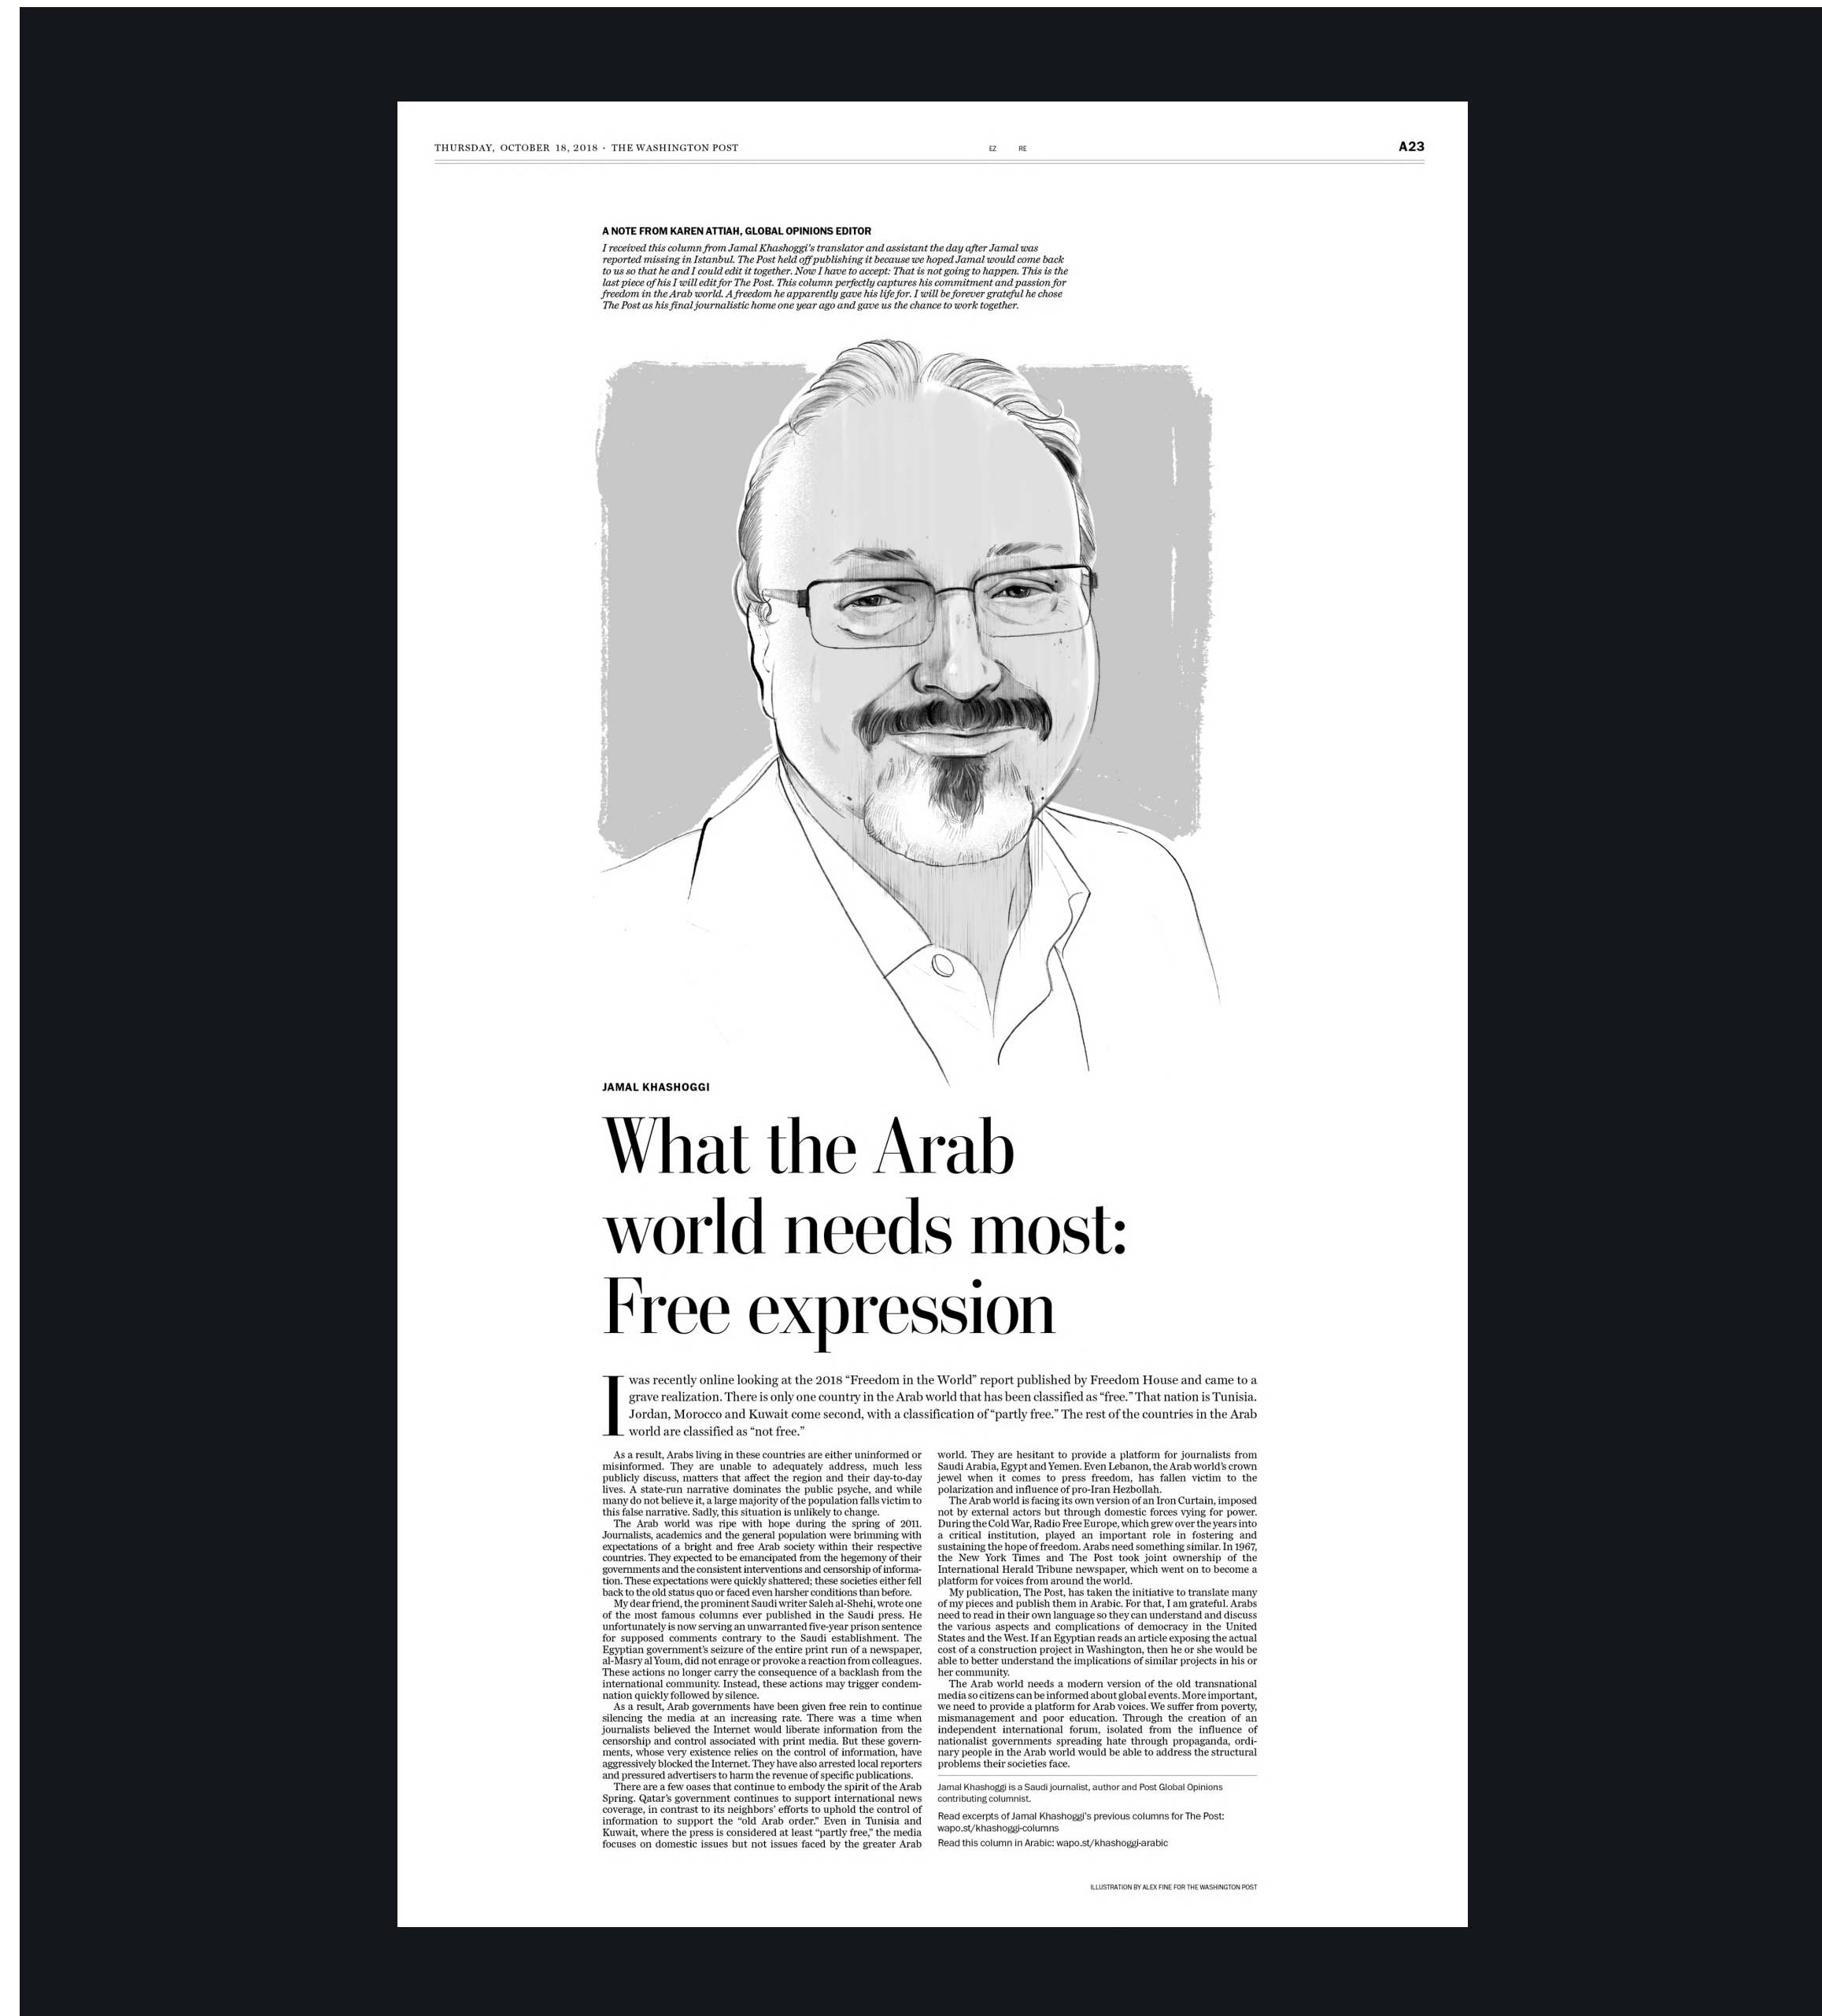 THURSDAY, OCTOBER 18, 2018 · THE WASHINGTON POST
EZ RE
A23
A NOTE FROM KAREN ATTIAH, GLOBAL OPINIONS EDITOR
I received this column from Jamal Khashoggi's translator and assistant the day after Jamal was
reported missing in Istanbul. The Post held off publishing it because we hoped Jamal would come back
to us so that he and I could edit it together. Now I have to accept: That is not going to happen. This is the
last piece of his I will edit for The Post. This column perfectly captures his commitment and passion for
freedom in the Arab world. A freedom he apparently gave his life for. I will be forever grateful he chose
The Post as his final journalistic home one year ago and gave us the chance to work together.
JAMAL KHASHOGGI
What the Arab
world needs most:
Free expression
I was recently online looking at the 2018 “Freedom in the World” report published by Freedom House and came to a
grave realization. There is only one country in the Arab world that has been classified as “free.” That nation is Tunisia.
Jordan, Morocco and Kuwait come second, with a classification of “partly free.” The rest of the countries in the Arab
world are classified as “not free.”
As a result, Arabs living in these countries are either uninformed or
misinformed. They are unable to adequately address, much less
publicly discuss, matters that affect the region and their day-to-day
lives. A state-run narrative dominates the public psyche, and while
many do not believe it, a large majority of the population falls victim to
this false narrative. Sadly, this situation is unlikely to change.
The Arab world was ripe with hope during the spring of 2011.
Journalists, academics and the general population were brimming with
expectations of a bright and free Arab society within their respective
countries. They expected to be emancipated from the hegemony of their
governments and the consistent interventions and censorship of informa-
tion. These expectations were quickly shattered; these societies either fell
back to the old status quo or faced even harsher conditions than before.
My dear friend, the prominent Saudi writer Saleh al-Shehi, wrote one
of the most famous columns ever published in the Saudi press. He
unfortunately is now serving an unwarranted five-year prison sentence
for supposed comments contrary to the Saudi establishment. The
Egyptian government's seizure of the entire print run of a newspaper,
al-Masry al Youm, did not enrage or provoke a reaction from colleagues.
These actions no longer carry the consequence of a backlash from the
international community. Instead, these actions may trigger condem-
nation quickly followed by silence.
As a result, Arab governments have been given free rein to continue
silencing the media at an increasing rate. There was a time when
journalists believed the Internet would liberate information from the
censorship and control associated with print media. But these govern-
ments, whose very existence relies on the control of information, have
aggressively blocked the Internet. They have also arrested local reporters
and pressured advertisers to harm the revenue of specific publications.
There are a few oases that continue to embody the spirit of the Arab
Spring. Qatar's government continues to support international news
coverage, in contrast to its neighbors' efforts to uphold the control of
information to support the “old Arab order.” Even in Tunisia and
Kuwait, where the press is considered at least “partly free,” the media
focuses on domestic issues but not issues faced by the greater Arab
world. They are hesitant to provide a platform for journalists from
Saudi Arabia, Egypt and Yemen. Even Lebanon, the Arab world's crown
jewel when it comes to press freedom, has fallen victim to the
polarization and influence of pro-Iran Hezbollah.
The Arab world is facing its own version of an Iron Curtain, imposed
not by external actors but through domestic forces vying for power.
During the Cold War, Radio Free Europe, which grew over the years into
a critical institution, played an important role in fostering and
sustaining the hope of freedom. Arabs need something similar. In 1967,
the New York Times and The Post took joint ownership of the
International Herald Tribune newspaper, which went on to become a
platform for voices from around the world.
My publication, The Post, has taken the initiative to translate many
of my pieces and publish them in Arabic. For that, I am grateful. Arabs
need to read in their own language so they can understand and discuss
the various aspects and complications of democracy in the United
States and the West. If an Egyptian reads an article exposing the actual
cost of a construction project in Washington, then he or she would be
able to better understand the implications of similar projects in his or
her community.
The Arab world needs a modern version of the old transnational
media so citizens can be informed about global events. More important,
we need to provide a platform for Arab voices. We suffer from poverty,
mismanagement and poor education. Through the creation of an
independent international forum, isolated from the influence of
nationalist governments spreading hate through propaganda, ordi-
nary people in the Arab world would be able to address the structural
problems their societies face.
Jamal Khashoggi is a Saudi journalist, author and Post Global Opinions
contributing columnist.
Read excerpts of Jamal Khashoggi's previous columns for The Post:
wapo.st/khashoggi-columns
Read this column in Arabic: wapo.st/khashoggi-arabic
ILLUSTRATION BY ALEX FINE FOR THE WASHINGTON POST